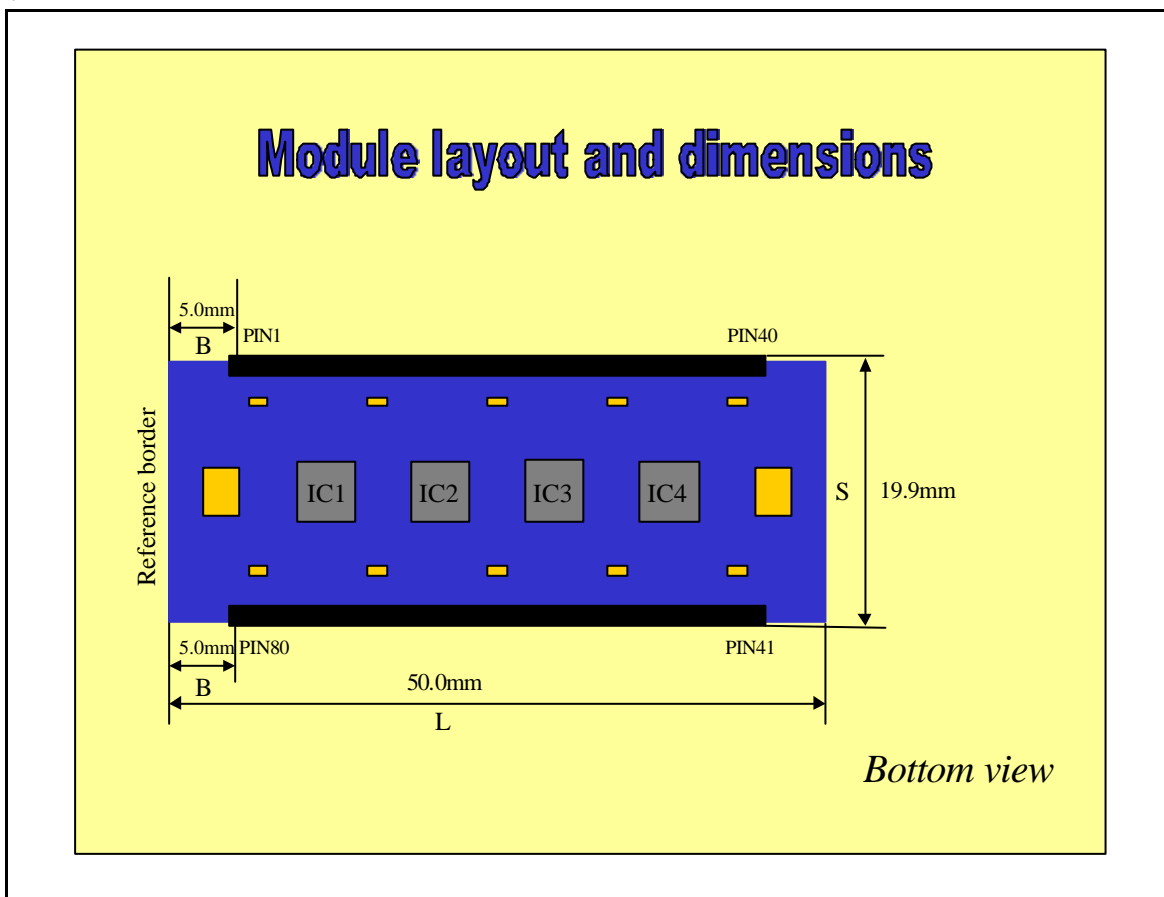 Module layout and dimensions
5.0mm
B
PIN1
PIN40
Reference border
IC1
IC2
IC3
IC4
S
19.9mm
5.0mm
PIN80
PIN41
B
50.0mm
L
Bottom view